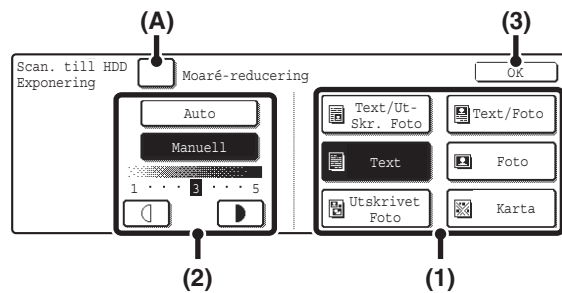 (A)
(3)
Scan. till HDD
Exponering
Moaré-reducering
OK
Auto
Manuell
1 · · · 3 · · · 5
Text/Ut-
Skr. Foto
Text/Foto
Text
Foto
Utskrivet
Foto
Karta
(2)
(1)